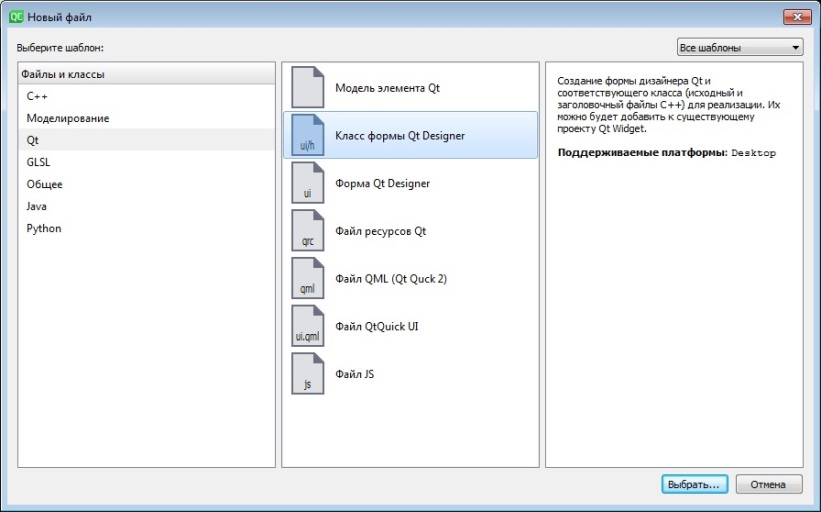 QC Новый файл
Выберите шаблон:
Все шаблоны
Файлы и классы
C++
Моделирование
Qt
GLSL
Общее
Java
Python
Модель элемента Qt
ui/h
Класс формы Qt Designer
ui
Форма Qt Designer
qrc
Файл ресурсов Qt
qml
Файл QML (Qt Quck 2)
ui.qml
Файл QtQuick UI
js
Файл JS
Создание формы дизайнера Qt и
соответствующего класса (исходный и
заголовочный файлы C++) для реализации. Их
можно будет добавить к существующему
проекту Qt Widget.
Поддерживаемые платформы: Desktop
Выбрать...
Отмена